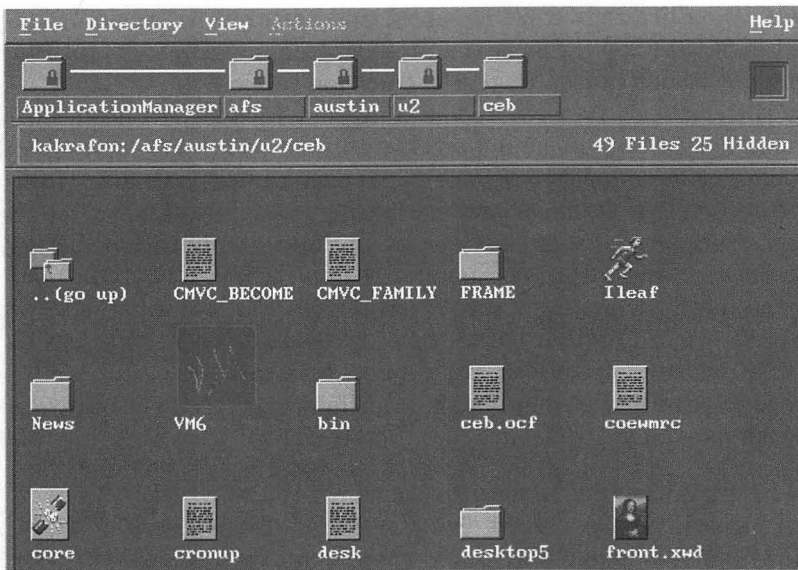 File Directory View Actions Help
ApplicationManager afs austin u2 ceb
kakrafon:/afs/austin/u2/ceb 49 Files 25 Hidden
..(go up) CMVC_BECOME CMVC_FAMILY FRAME Ileaf
News VM6 bin ceb.ocf coewmrc
core cronup desk desktop5 front.xwd